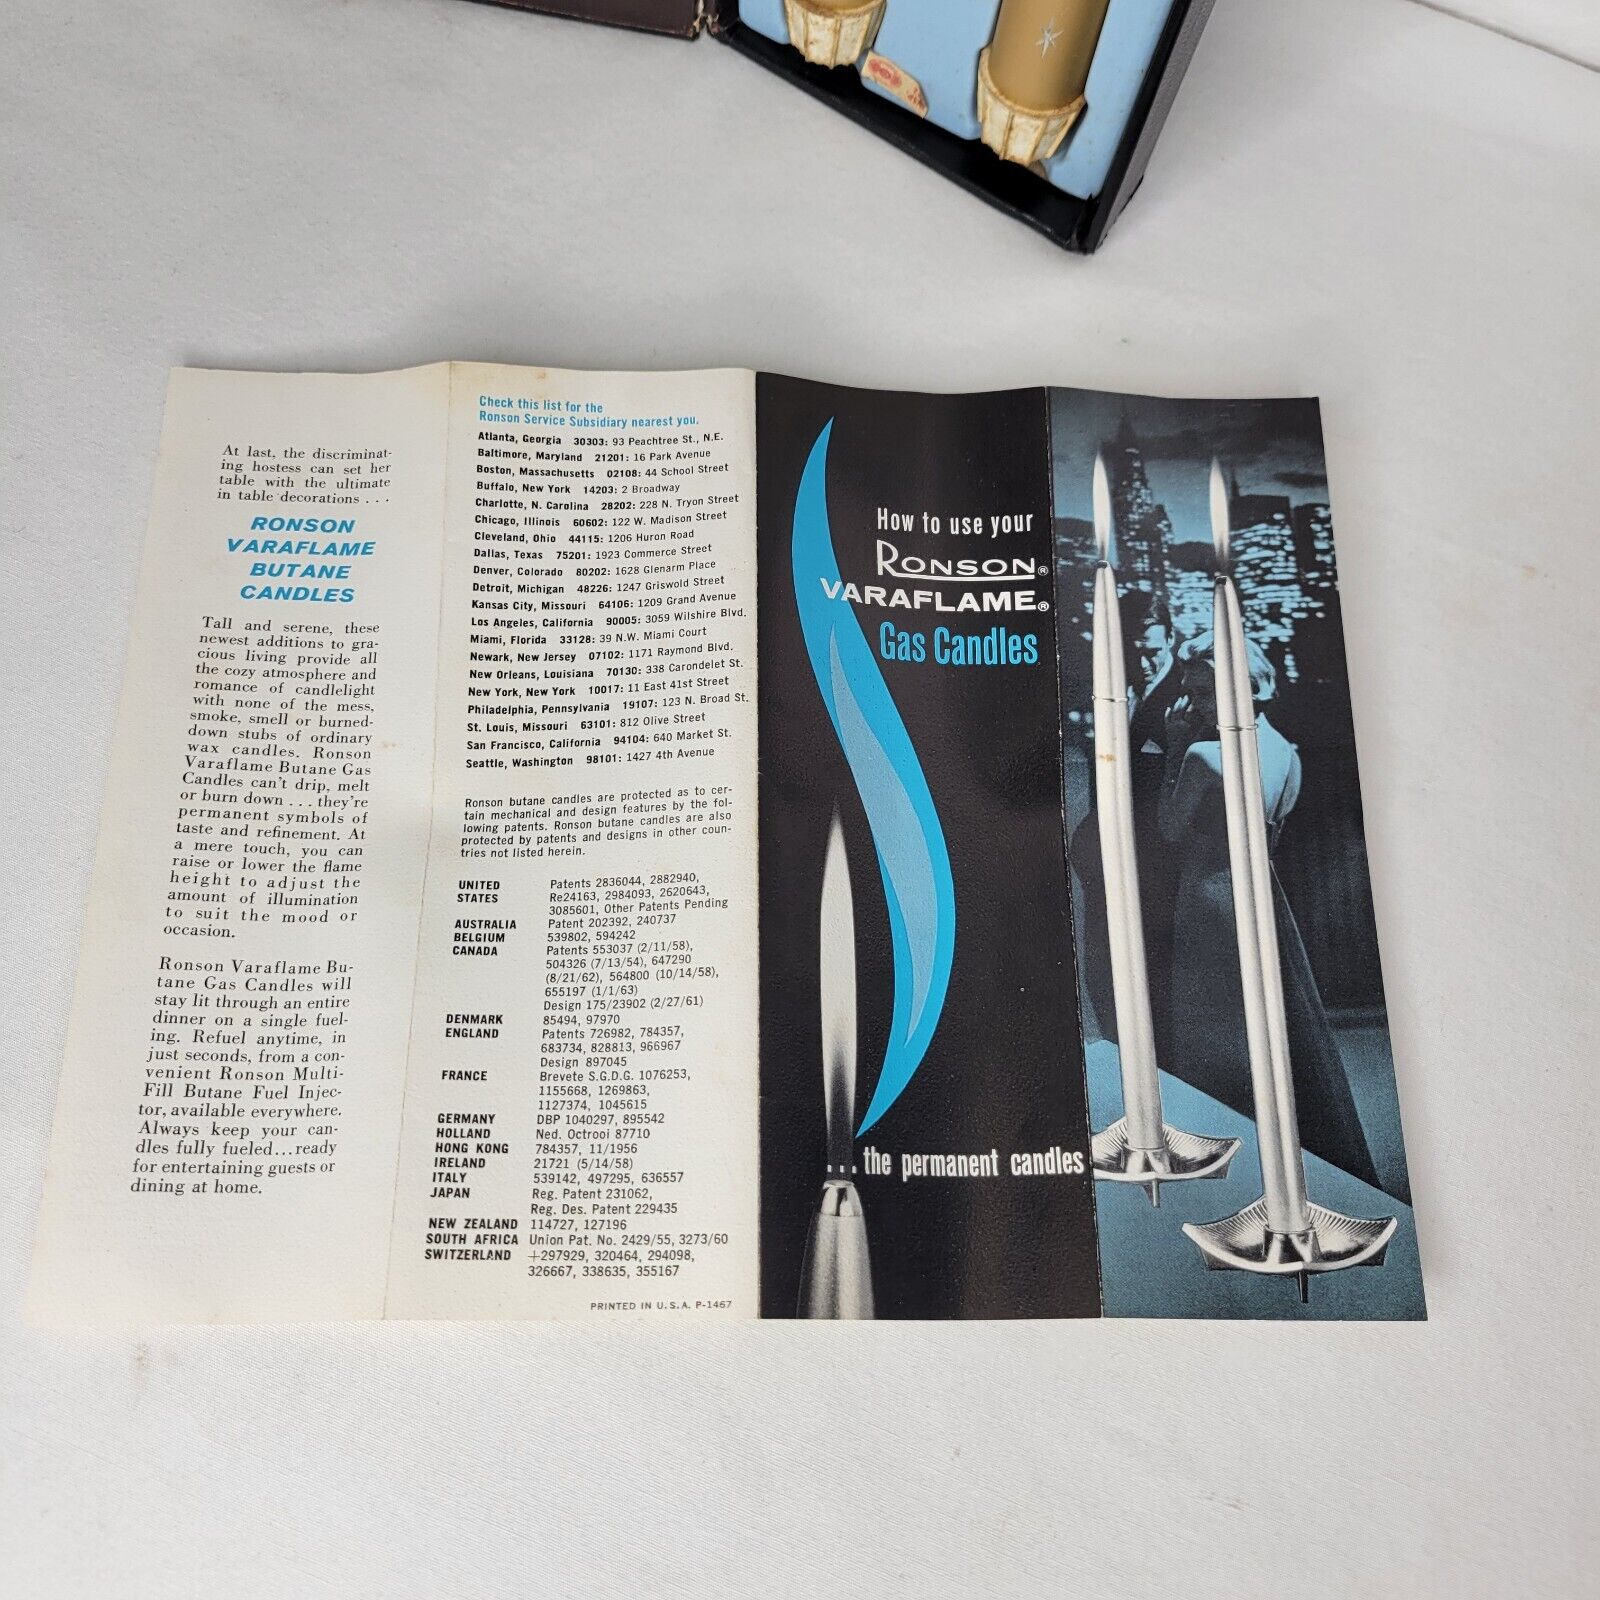 At last, the discriminat-
ing hostess can set her
table with the ultimate
in table decorations . . .
RONSON
VARAFLAME
BUTANE
CANDLES
Tall and serene, these
newest additions to gra-
cious living provide all
the cozy atmosphere and
romance of candlelight
with none of the mess,
smoke, smell or burned-
down stubs of ordinary
wax candles. Ronson
Varaflame Butane Gas
Candles can't drip, melt
or burn down . . . they're
permanent symbols of
taste and refinement. At
a mere touch, you can
raise or lower the flame
height to adjust the
amount of illumination
to suit the mood or
occasion.
Ronson Varaflame Bu-
tane Gas Candles will
stay lit through an entire
dinner on a single fuel-
ing. Refuel anytime, in
just seconds, from a con-
venient Ronson Multi-
Fill Butane Fuel Injec-
tor, available everywhere.
Always keep your can-
dles fully fueled...ready
for entertaining guests or
dining at home.
Check this list for the
Ronson Service Subsidiary nearest you.
Atlanta, Georgia 30303: 93 Peachtree St., N.E.
Baltimore, Maryland 21201: 16 Park Avenue
Boston, Massachusetts 02108: 44 School Street
Buffalo, New York 14203: 2 Broadway
Charlotte, N. Carolina 28202: 228 N. Tryon Street
Chicago, Illinois 60602: 122 W. Madison Street
Cleveland, Ohio 44115: 1206 Huron Road
Dallas, Texas 75201: 1923 Commerce Street
Denver, Colorado 80202: 1628 Glenarm Place
Detroit, Michigan 48226: 1247 Griswold Street
Kansas City, Missouri 64106: 1209 Grand Avenue
Los Angeles, California 90005: 3059 Wilshire Blvd.
Miami, Florida 33128: 39 N.W. Miami Court
Newark, New Jersey 07102: 1171 Raymond Blvd.
New Orleans, Louisiana 70130: 338 Carondelet St.
New York, New York 10017: 11 East 41st Street
Philadelphia, Pennsylvania 19107: 123 N. Broad St.
St. Louis, Missouri 63101: 812 Olive Street
San Francisco, California 94104: 640 Market St.
Seattle, Washington 98101: 1427 4th Avenue
Ronson butane candles are protected as to cer-
tain mechanical and design features by the fol-
lowing patents. Ronson butane candles are also
protected by patents and designs in other coun-
tries not listed herein.
UNITED Patents 2836044, 2882940,
STATES Re24163, 2984093, 2620643,
3085601, Other Patents Pending
AUSTRALIA Patent 202392, 240737
BELGIUM 539802, 594242
CANADA Patents 553037 (2/11/58),
504326 (7/13/54), 647290
(8/21/62), 564800 (10/14/58),
655197 (1/1/63)
Design 175/23902 (2/27/61)
DENMARK 85494, 97970
ENGLAND Patents 726982, 784357,
683734, 828813, 966967
Design 897045
FRANCE Brevete S.G.D.G. 1076253,
1155668, 1269863,
1127374, 1045615
GERMANY DBP 1040297, 895542
HOLLAND Ned. Octrooi 87710
HONG KONG 784357, 11/1956
IRELAND 21721 (5/14/58)
ITALY 539142, 497295, 636557
JAPAN Reg. Patent 231062,
Reg. Des. Patent 229435
NEW ZEALAND 114727, 127196
SOUTH AFRICA Union Pat. No. 2429/55, 3273/60
SWITZERLAND +297929, 320464, 294098,
326667, 338635, 355167
PRINTED IN U.S.A. P-1467
How to use your
RONSON®
VARAFLAME®
Gas Candles
. . . the permanent candles